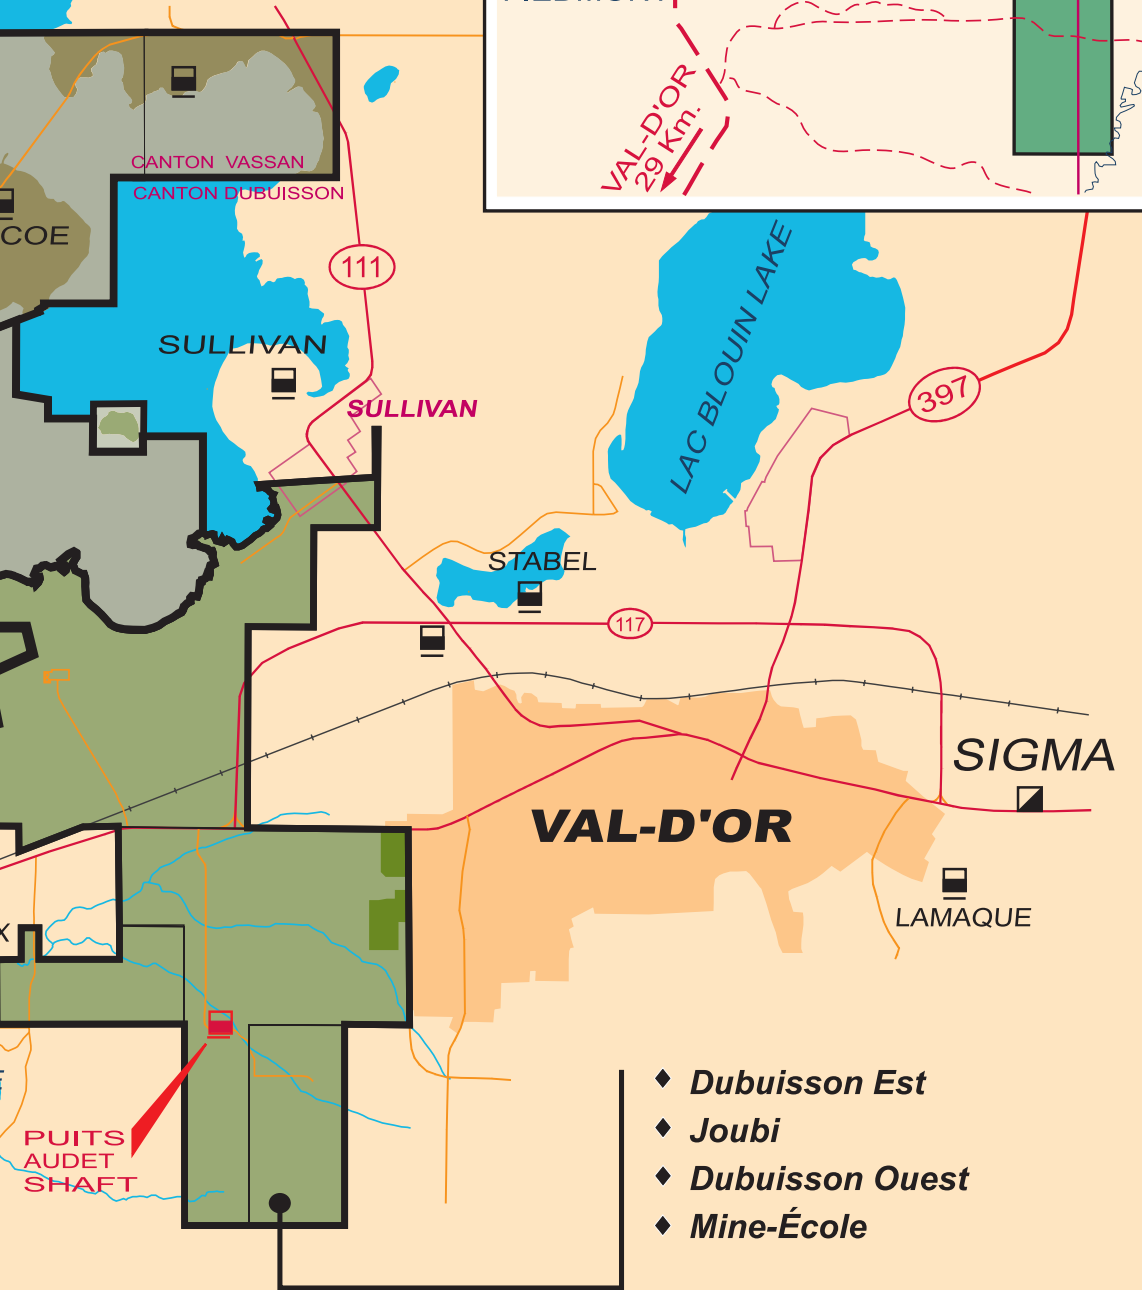 VAL-D'OR
29 Km.
CANTON VASSAN
CANTON DUBUISSON
COE
111
SULLIVAN
SULLIVAN
LAC BLOUIN LAKE
397
STABEL
117
SIGMA
VAL-D'OR
LAMAQUE
X
PUITS
AUDET
SHAFT
♦ Dubuisson Est
♦ Joubi
♦ Dubuisson Ouest
♦ Mine-École